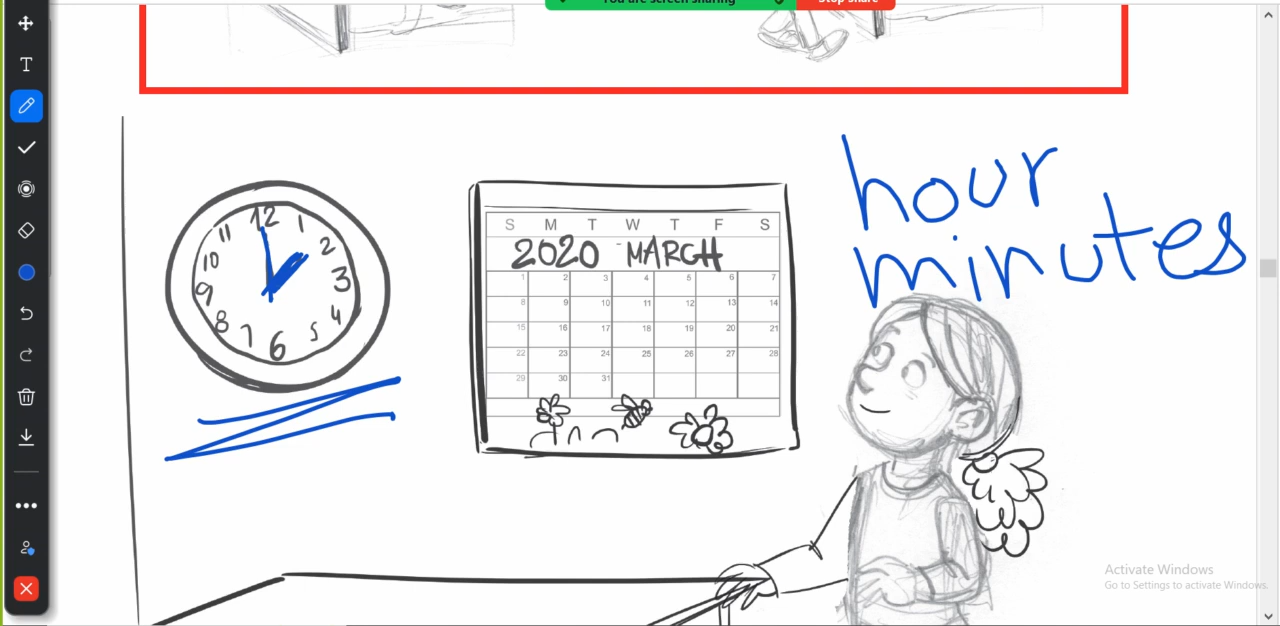 You are screen sharing Stop share
T
12
11 1
10 2
9 3
8 4
7 5
6
S M T W T F S
2020 MARCH
1 2 3 4 5 6 7
8 9 10 11 12 13 14
15 16 17 18 19 20 21
22 23 24 25 26 27 28
29 30 31
hour
minutes
Activate Windows
Go to Settings to activate Windows.